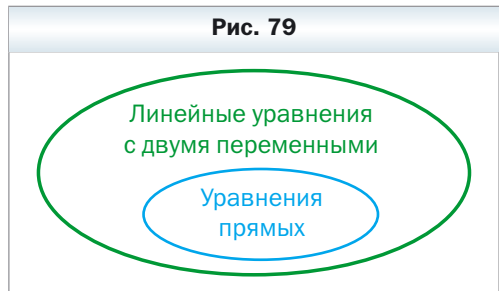 Рис. 79
Линейные уравнения
с двумя переменными
Уравнения
прямых